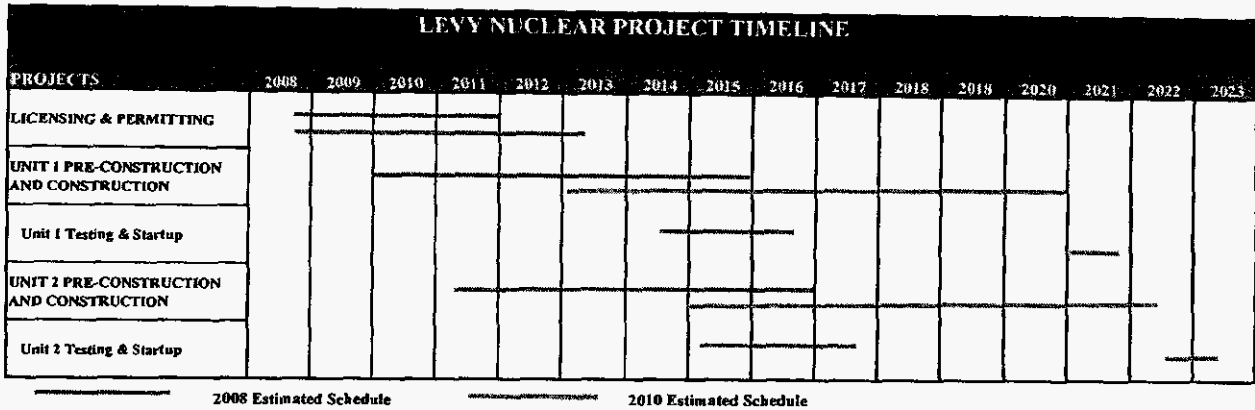 LEVY NUCLEAR PROJECT TIMELINE
PROJECTS 2008 2009 2010 2011 2012 2013 2014 2015 2016 2017 2018 2018 2019 2020 2021 2022 2023
LICENSING & PERMITTING
UNIT 1 PRE-CONSTRUCTION
AND CONSTRUCTION
Unit 1 Testing & Startup
UNIT 2 PRE-CONSTRUCTION
AND CONSTRUCTION
Unit 2 Testing & Startup
2008 Estimated Schedule 2010 Estimated Schedule